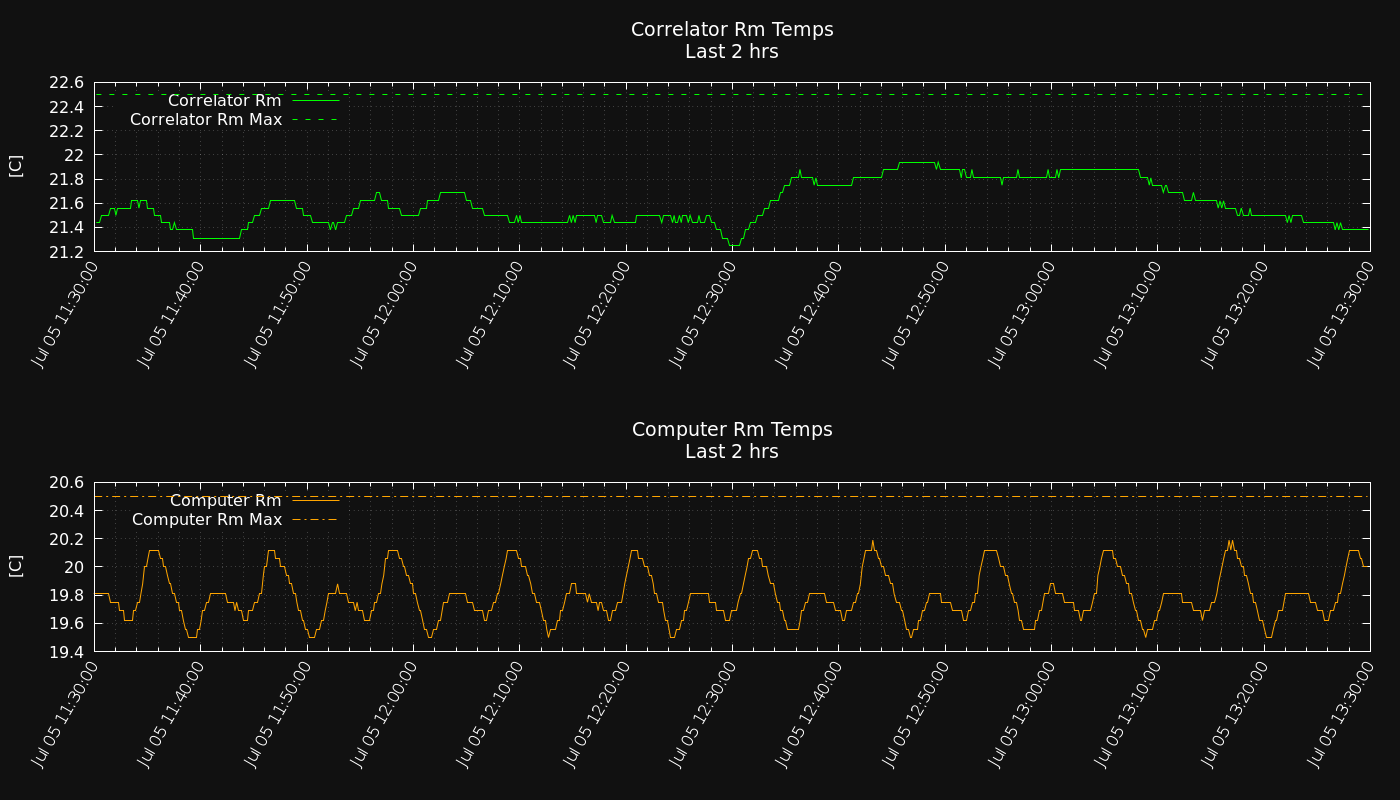 Correlator Rm Temps
Last 2 hrs
22.6
22.4
22.2
22
21.8
21.6
21.4
21.2
[C]
Correlator Rm
Correlator Rm Max
Jul 05 11:30:00
Jul 05 11:40:00
Jul 05 11:50:00
Jul 05 12:00:00
Jul 05 12:10:00
Jul 05 12:20:00
Jul 05 12:30:00
Jul 05 12:40:00
Jul 05 12:50:00
Jul 05 13:00:00
Jul 05 13:10:00
Jul 05 13:20:00
Jul 05 13:30:00
Computer Rm Temps
Last 2 hrs
20.6
20.4
20.2
20
19.8
19.6
19.4
[C]
Computer Rm
Computer Rm Max
Jul 05 11:30:00
Jul 05 11:40:00
Jul 05 11:50:00
Jul 05 12:00:00
Jul 05 12:10:00
Jul 05 12:20:00
Jul 05 12:30:00
Jul 05 12:40:00
Jul 05 12:50:00
Jul 05 13:00:00
Jul 05 13:10:00
Jul 05 13:20:00
Jul 05 13:30:00